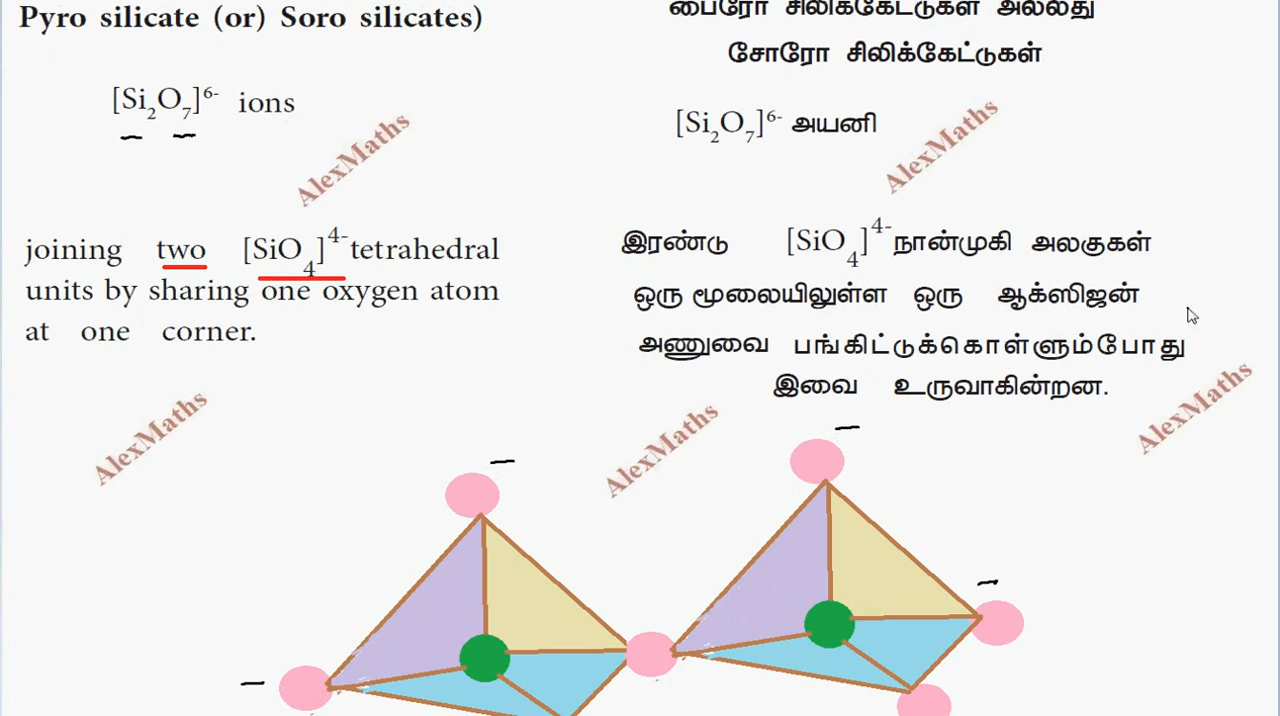 Pyro silicate (or) Soro silicates)
[Si2O7]6- ions
joining two [SiO4]4- tetrahedral
units by sharing one oxygen atom
at one corner.
பைரோ சிலிக்கேட்டுகள் அல்லது
சோரோ சிலிக்கேட்டுகள்
[Si2O7]6- அயனி
இரண்டு [SiO4]4- நான்முகி அலகுகள்
ஒரு மூலையிலுள்ள ஒரு ஆக்ஸிஜன்
அணுவை பங்கிட்டுக்கொள்ளும்போது
இவை உருவாகின்றன.
AlexMaths
AlexMaths
AlexMaths
AlexMaths
AlexMaths